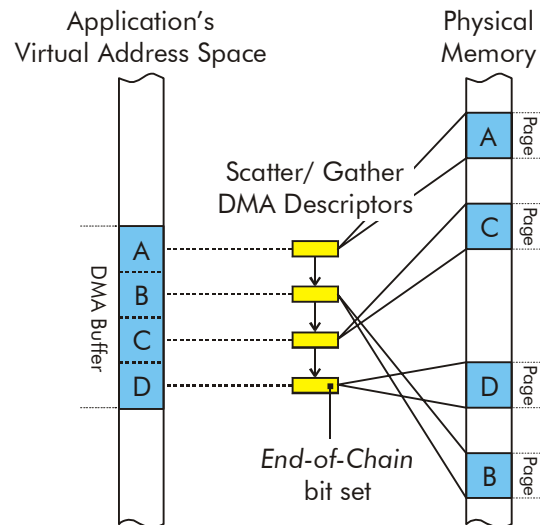 Application's
Virtual Address Space
Physical
Memory
Scatter/ Gather
DMA Descriptors
DMA Buffer
A
B
C
D
A
Page
C
Page
D
Page
B
Page
End-of-Chain
bit set